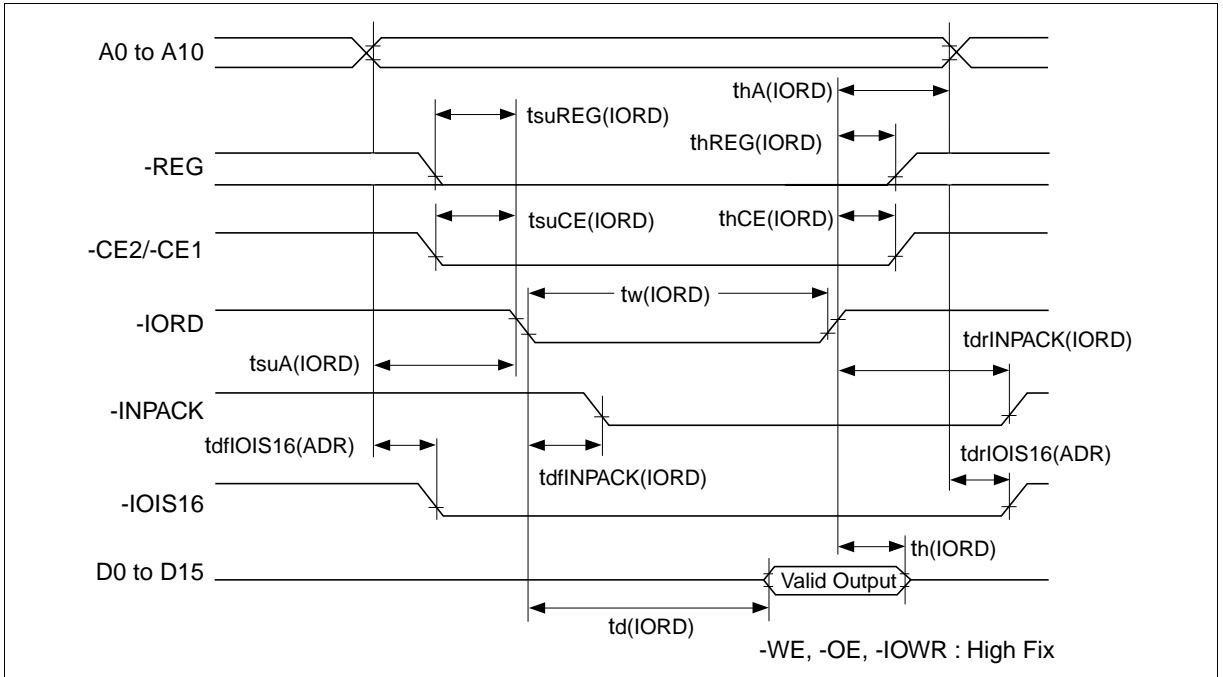 A0 to A10
thA(IORD)
tsuREG(IORD)
thREG(IORD)
-REG
tsuCE(IORD)
thCE(IORD)
-CE2/-CE1
tw(IORD)
-IORD
tdrINPACK(IORD)
tsuA(IORD)
-INPACK
tdfIOIS16(ADR)
tdrIOIS16(ADR)
tdfINPACK(IORD)
-IOIS16
th(IORD)
D0 to D15
Valid Output
td(IORD)
-WE, -OE, -IOWR : High Fix